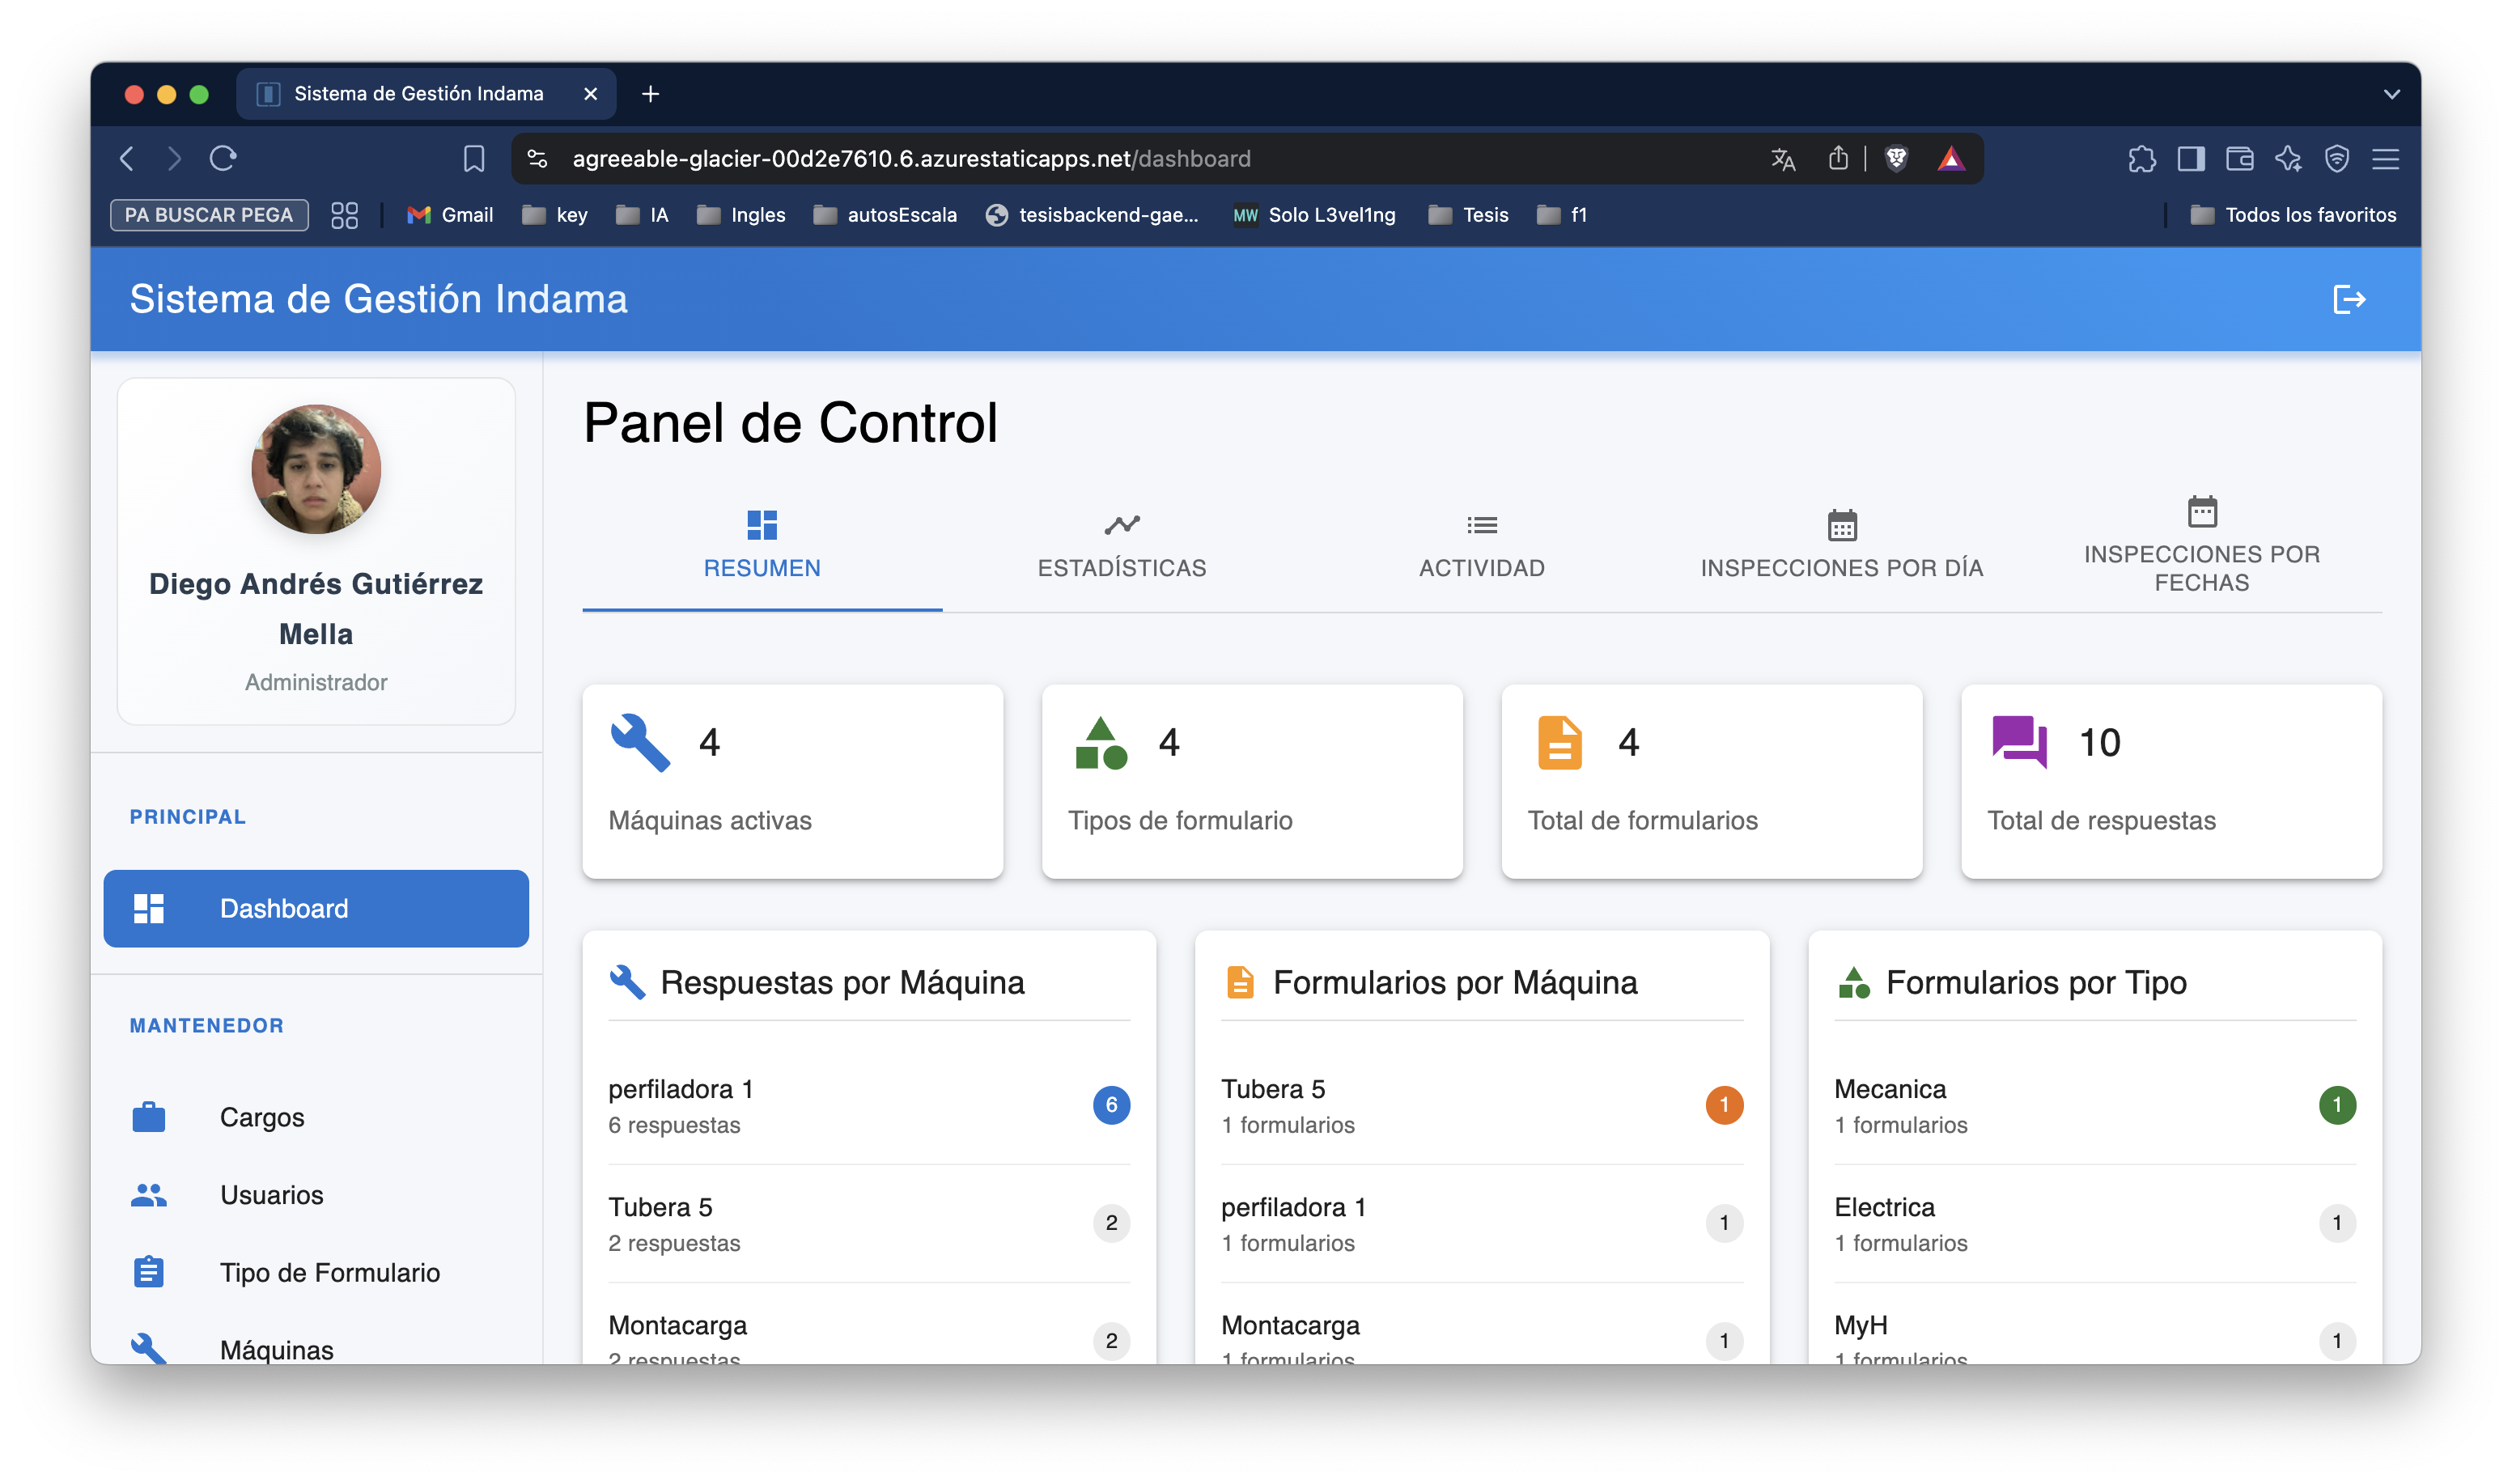 Sistema de Gestión Indama
agreeable-glacier-00d2e7610.6.azurestaticapps.net/dashboard
PA BUSCAR PEGA
Gmail
key
IA
Ingles
autosEscala
tesisbackend-gae...
MW
Solo L3vel1ng
Tesis
f1
Todos los favoritos
Sistema de Gestión Indama
Diego Andrés Gutiérrez
Mella
Administrador
PRINCIPAL
Dashboard
MANTENEDOR
Cargos
Usuarios
Tipo de Formulario
Máquinas
Panel de Control
RESUMEN
ESTADÍSTICAS
ACTIVIDAD
INSPECCIONES POR DÍA
INSPECCIONES POR
FECHAS
4
Máquinas activas
4
Tipos de formulario
4
Total de formularios
10
Total de respuestas
Respuestas por Máquina
perfiladora 1
6 respuestas
6
Tubera 5
2 respuestas
2
Montacarga
2 respuestas
2
Formularios por Máquina
Tubera 5
1 formularios
1
perfiladora 1
1 formularios
1
Montacarga
1 formularios
1
Formularios por Tipo
Mecanica
1 formularios
1
Electrica
1 formularios
1
MyH
1 formularios
1